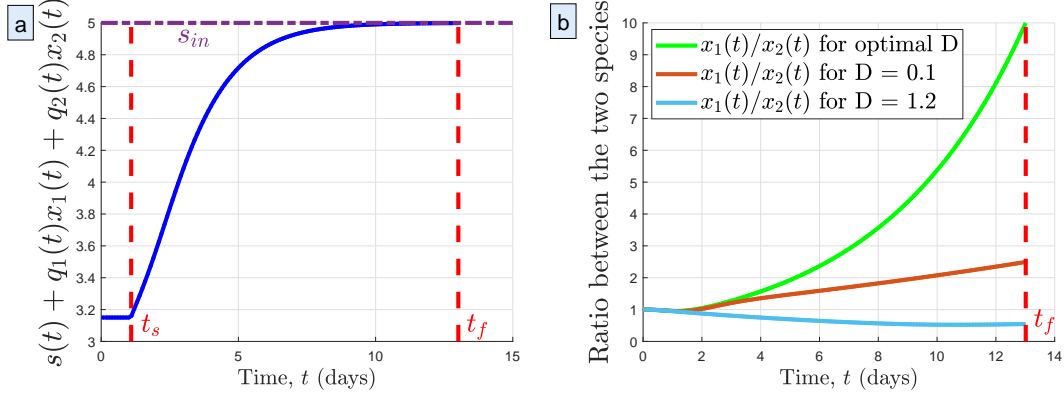 a
s(t) + q₁(t)x₁(t) + q₂(t)x₂(t)
5
4.8
4.6
4.4
4.2
4
3.8
3.6
3.4
3.2
3
s_in
t_s
t_f
0
5
10
15
Time, t (days)
b
Ratio between the two species
10
9
8
7
6
5
4
3
2
1
0
x₁(t)/x₂(t) for optimal D
x₁(t)/x₂(t) for D = 0.1
x₁(t)/x₂(t) for D = 1.2
t_f
0
2
4
6
8
10
12
14
Time, t (days)